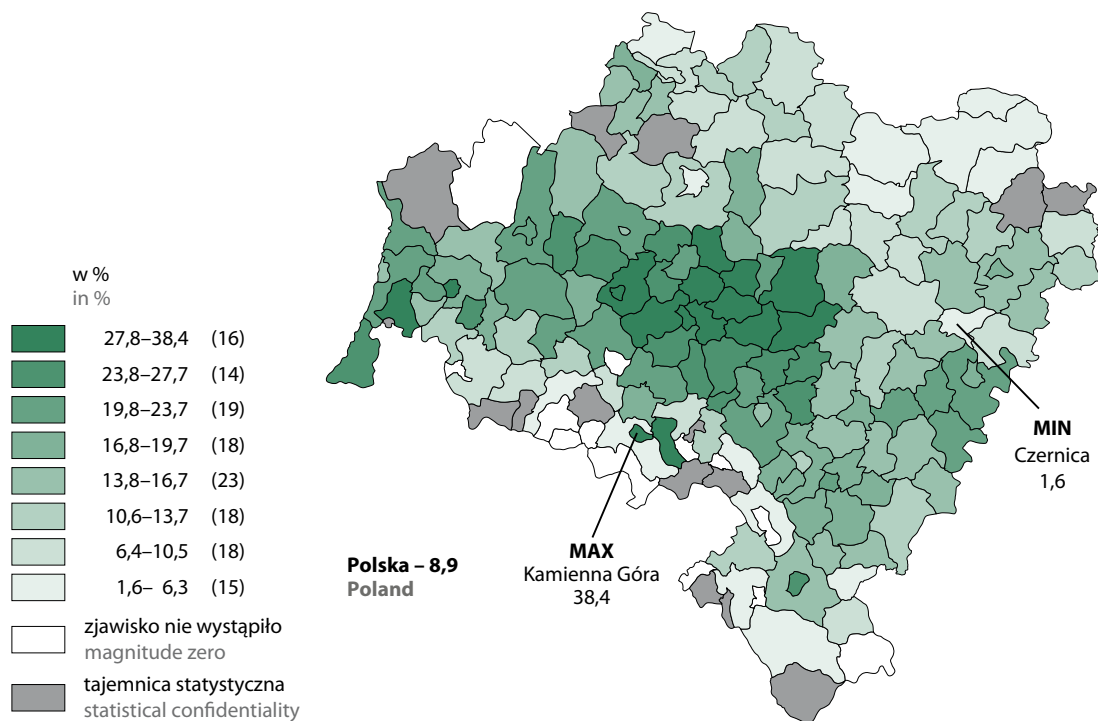 w %
in %
27,8–38,4 (16)
23,8–27,7 (14)
19,8–23,7 (19)
16,8–19,7 (18)
13,8–16,7 (23)
10,6–13,7 (18)
6,4–10,5 (18)
1,6– 6,3 (15)
zjawisko nie wystąpiło
magnitude zero
tajemnica statystyczna
statistical confidentiality
Polska – 8,9
Poland
MAX
Kamienna Góra
38,4
MIN
Czernica
1,6